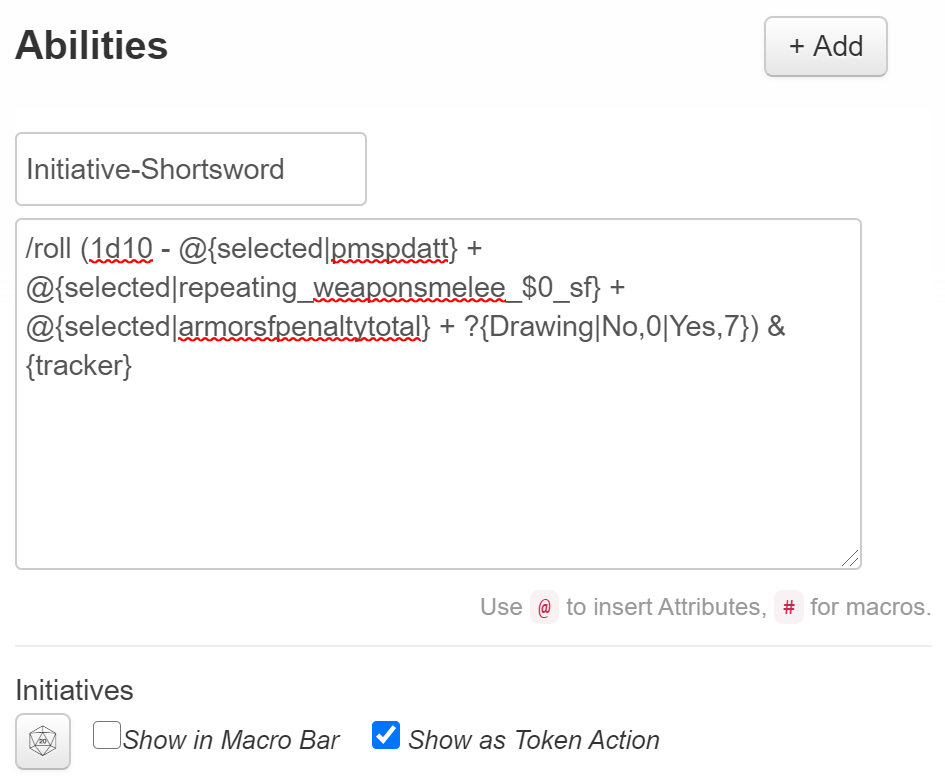 Abilities
+ Add
Initiative-Shortsword
/roll (1d10 - @{selected|pmspdatt} +
@{selected|repeating_weaponsmelee_$0_sf} +
@{selected|armorsfpenaltytotal} + ?{Drawing|No,0|Yes,7}) &
{tracker}
Use @ to insert Attributes, # for macros.
Initiatives
20
Show in Macro Bar Show as Token Action